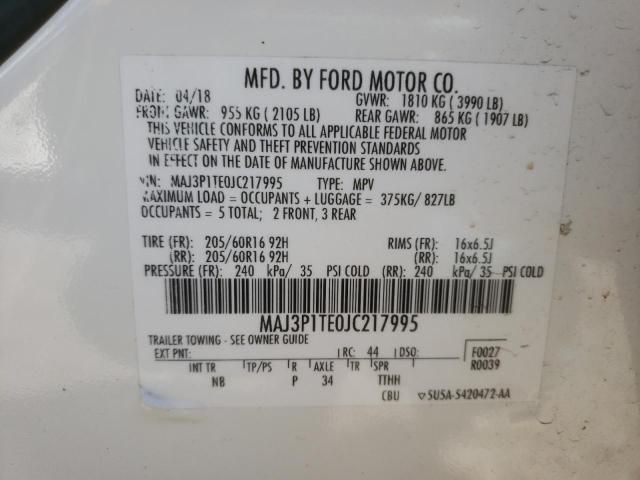 MFD. BY FORD MOTOR CO.
DATE: 04/18 GVWR: 1810 KG ( 3990 LB)
FRONT GAWR: 955 KG ( 2105 LB) REAR GAWR: 865 KG ( 1907 LB)
THIS VEHICLE CONFORMS TO ALL APPLICABLE FEDERAL MOTOR
VEHICLE SAFETY AND THEFT PREVENTION STANDARDS
IN EFFECT ON THE DATE OF MANUFACTURE SHOWN ABOVE.
VIN: MAJ3P1TE0JC217995 TYPE: MPV
MAXIMUM LOAD = OCCUPANTS + LUGGAGE = 375KG/ 827LB
OCCUPANTS = 5 TOTAL; 2 FRONT, 3 REAR
TIRE (FR): 205/60R16 92H RIMS (FR): 16x6.5J
(RR): 205/60R16 92H (RR): 16x6.5J
PRESSURE (FR): 240 kPa/ 35 PSI COLD (RR): 240 kPa/ 35 PSI COLD
MAJ3P1TE0JC217995
TRAILER TOWING - SEE OWNER GUIDE
EXT PNT: RC: 44 DSO: F0027
R0039
INT TR TP/PS R AXLE TR SPR
NB P 34 TTHH
CBU ▽5U5A-5420472-AA